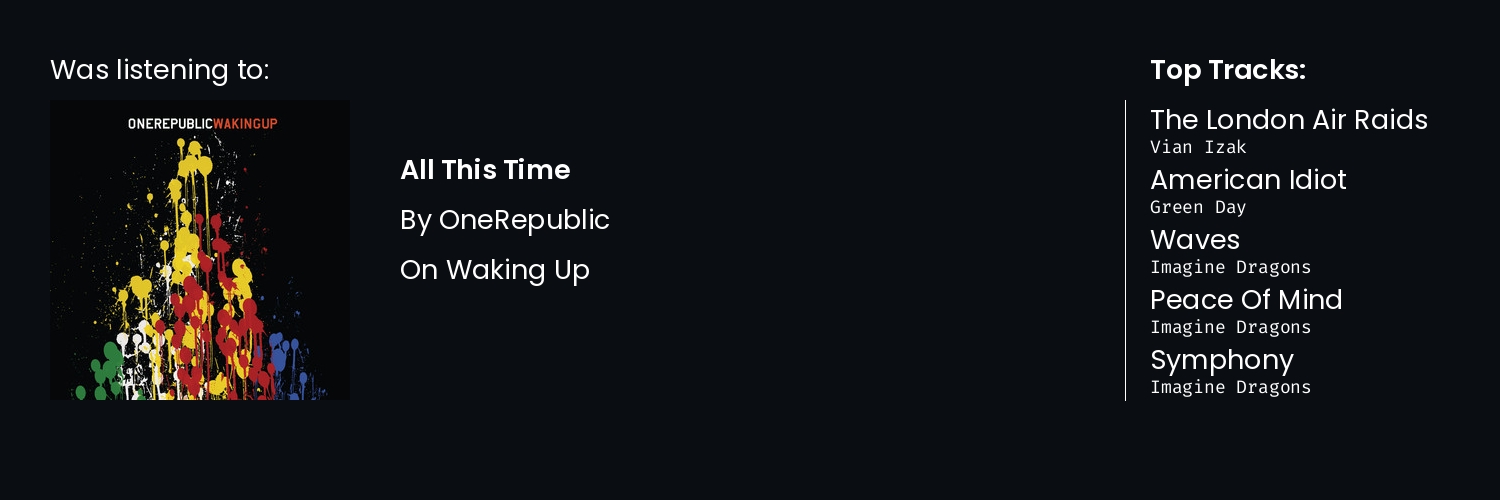 Was listening to:
ONEREPUBLICWAKINGUP
All This Time
By OneRepublic
On Waking Up
Top Tracks:
The London Air Raids
Vian Izak
American Idiot
Green Day
Waves
Imagine Dragons
Peace Of Mind
Imagine Dragons
Symphony
Imagine Dragons